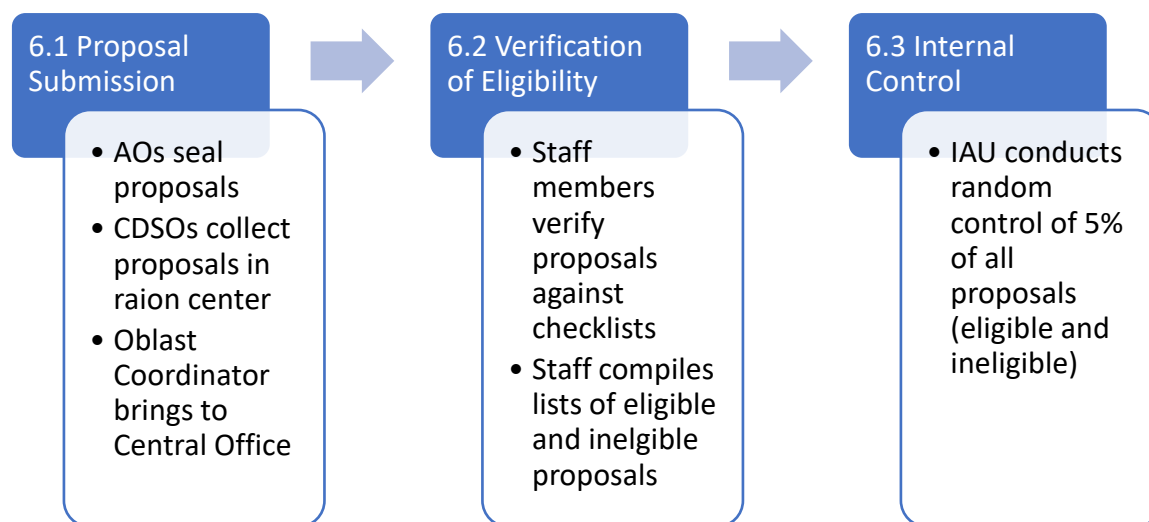 6.1 Proposal
Submission
• AOs seal
proposals
• CDSOs collect
proposals in
raion center
• Oblast
Coordinator
brings to
Central Office
6.2 Verification
of Eligibility
• Staff
members
verify
proposals
against
checklists
• Staff compiles
lists of eligible
and inelgible
proposals
6.3 Internal
Control
• IAU conducts
random
control of 5%
of all
proposals
(eligible and
ineligible)